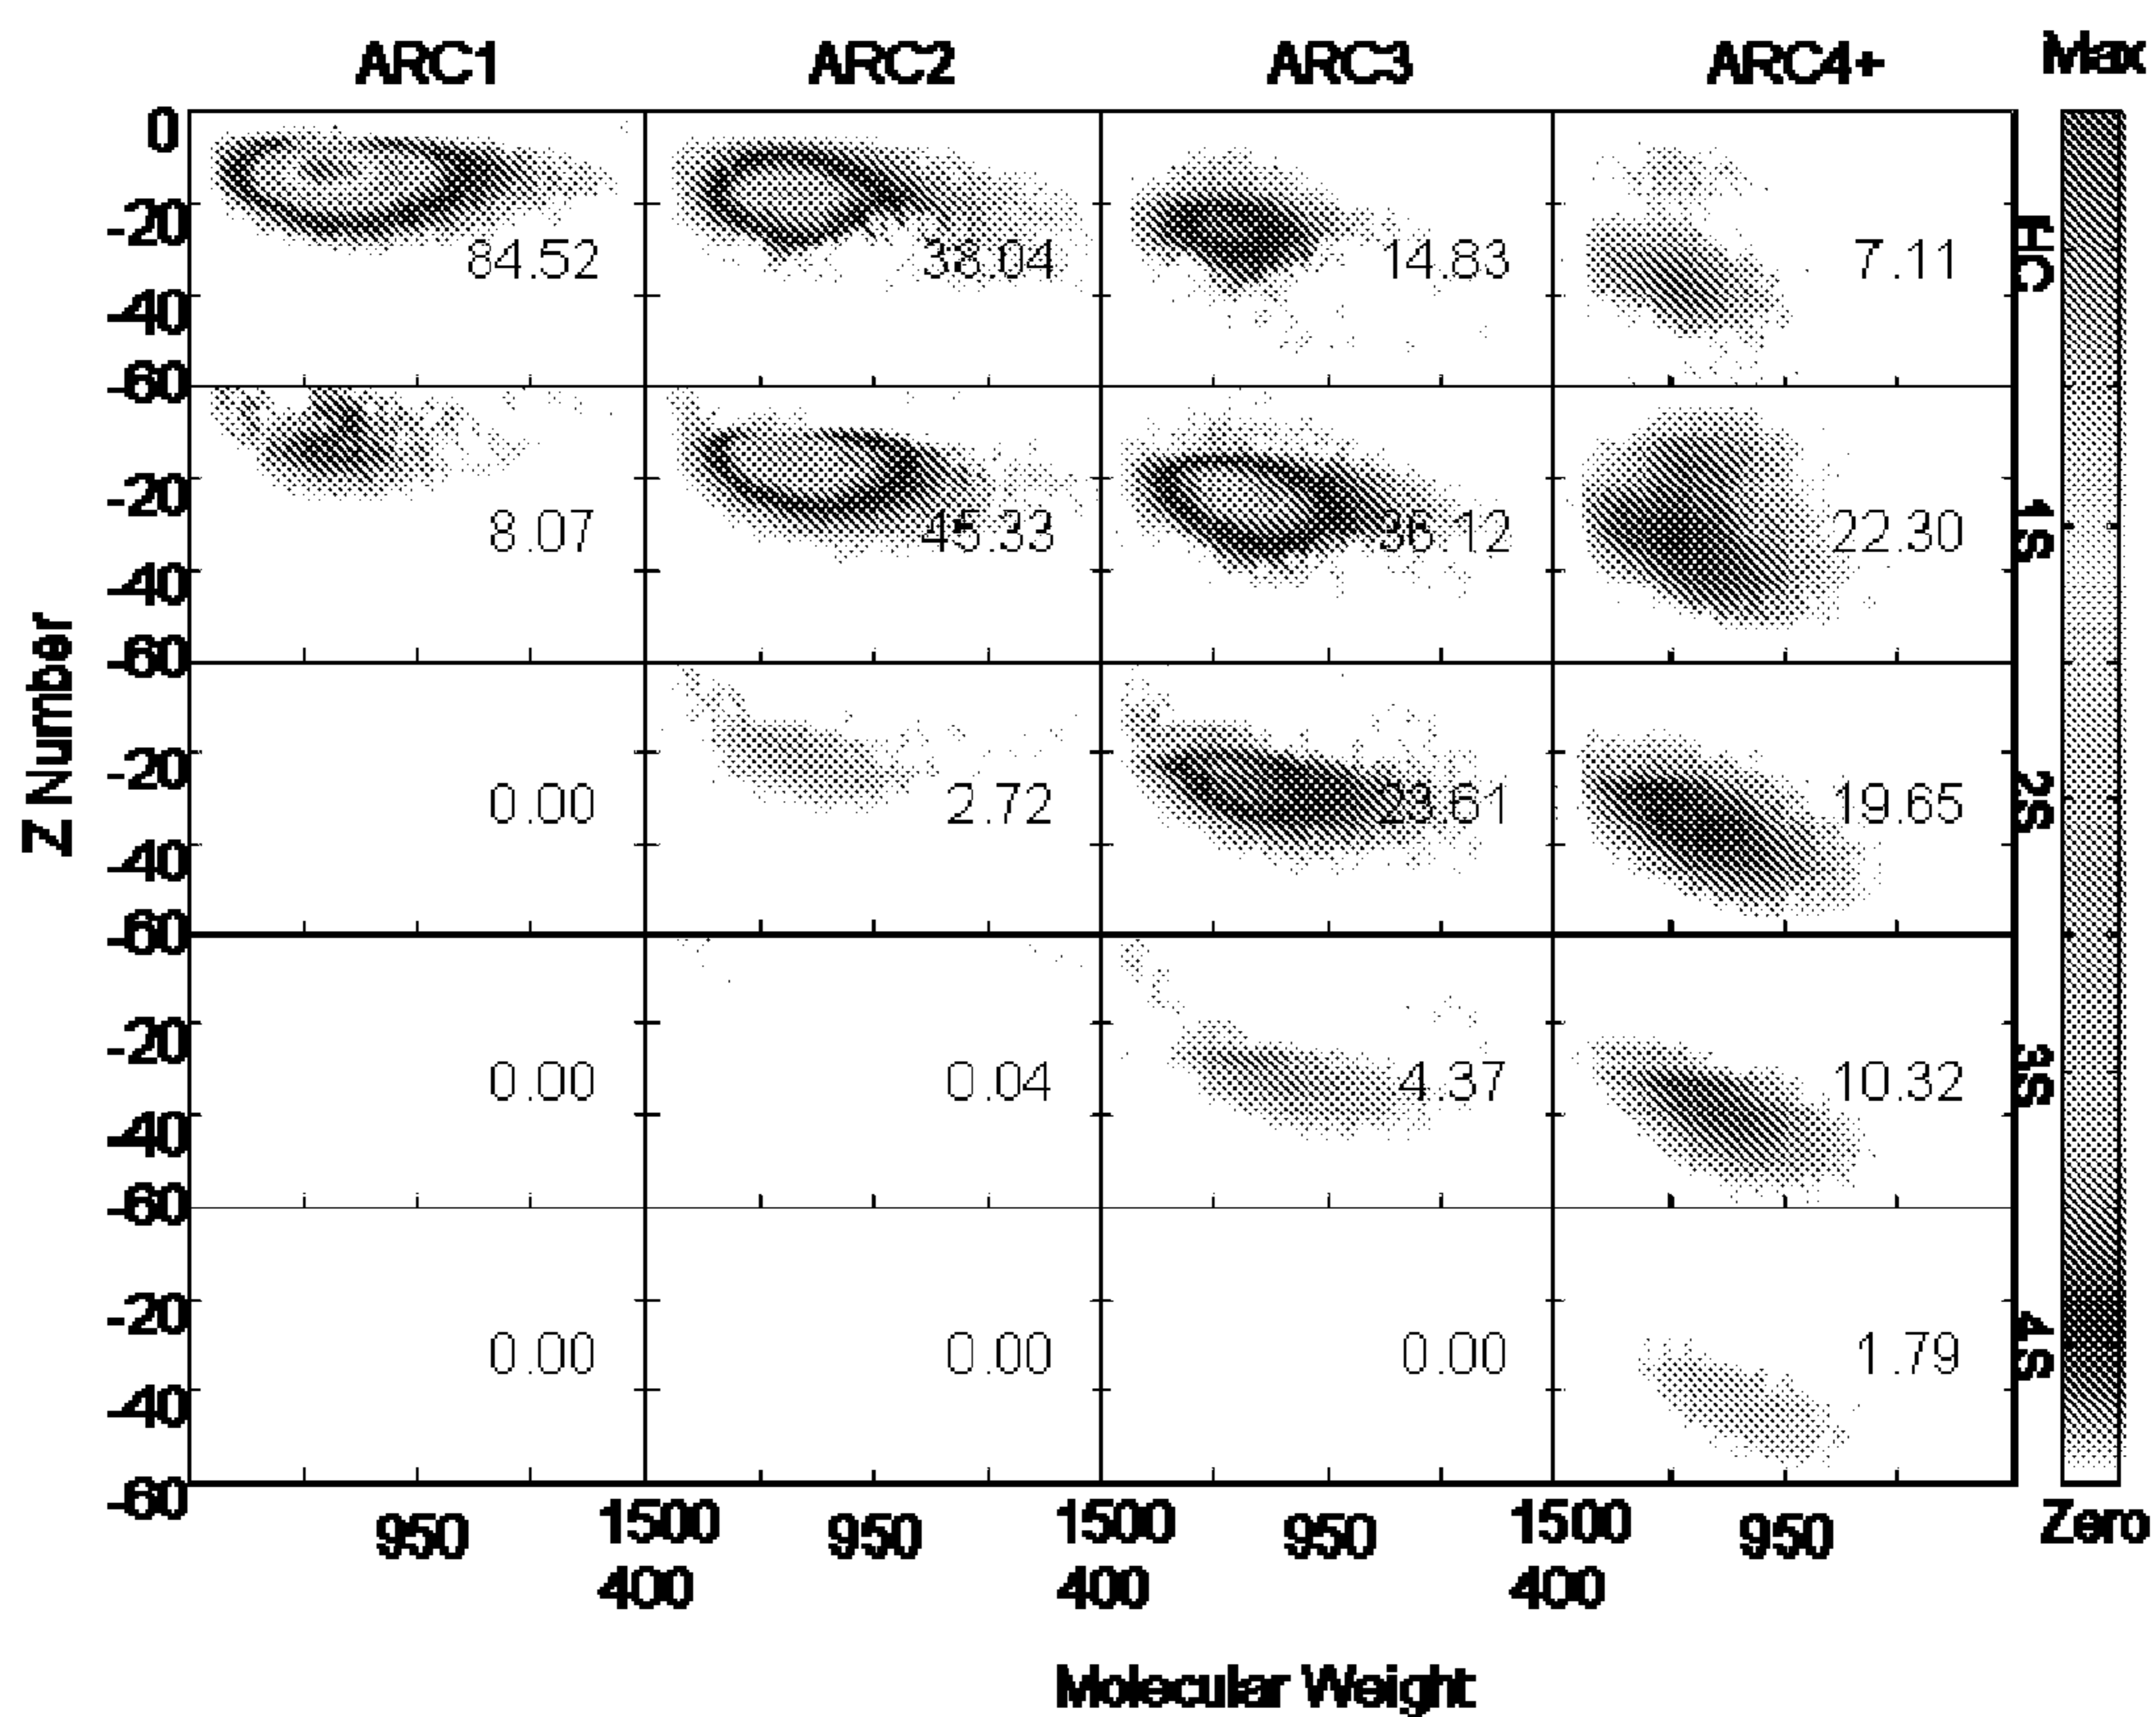 ARC1 ARC2 ARC3 ARC4+ Max
0
-20
84.52 38.04 14.83 7.11 HC
-40
-60
-20
8.07 45.33 36.12 22.30 1S
-40
-60
Z Number
-20
0.00 2.72 23.61 19.65 2S
-40
-60
-20
0.00 0.04 4.37 10.32 3S
-40
-60
-20
0.00 0.00 0.00 1.79 4S
-40
-60
950 1500 950 1500 950 1500 950 Zero
400 400 400
Molecular Weight